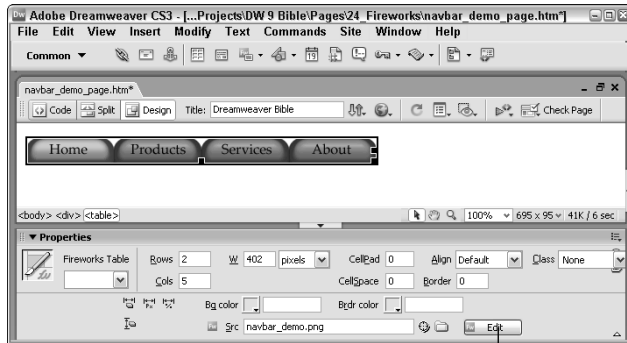 Adobe Dreamweaver CS3 - [...Projects\DW 9 Bible\Pages\24_Fireworks\navbar_demo_page.htm*]
File Edit View Insert Modify Text Commands Site Window Help
Common
navbar_demo_page.htm*
Code Split Design Title: Dreamweaver Bible Check Page
Home Products Services About
<body> <div> <table> 100% 695 x 95 41K / 6 sec
Properties
Fireworks Table Rows 2 W 402 pixels CellPad 0 Align Default Class None
Cols 5 CellSpace 0 Border 0
Bg color Brdr color
Src navbar_demo.png Edit